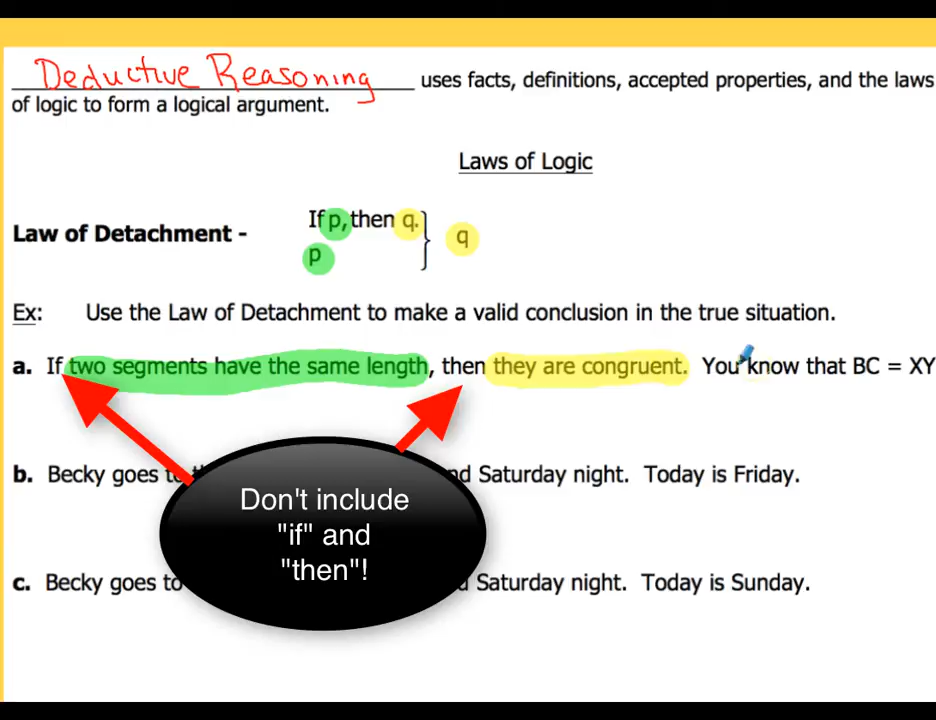 Deductive Reasoning uses facts, definitions, accepted properties, and the laws
of logic to form a logical argument.
Laws of Logic
Law of Detachment - If p, then q. q
p
Ex: Use the Law of Detachment to make a valid conclusion in the true situation.
a. If two segments have the same length, then they are congruent. You know that BC = XY
b. Becky goes to nd Saturday night. Today is Friday.
Don't include
"if" and
"then"!
c. Becky goes to Saturday night. Today is Sunday.